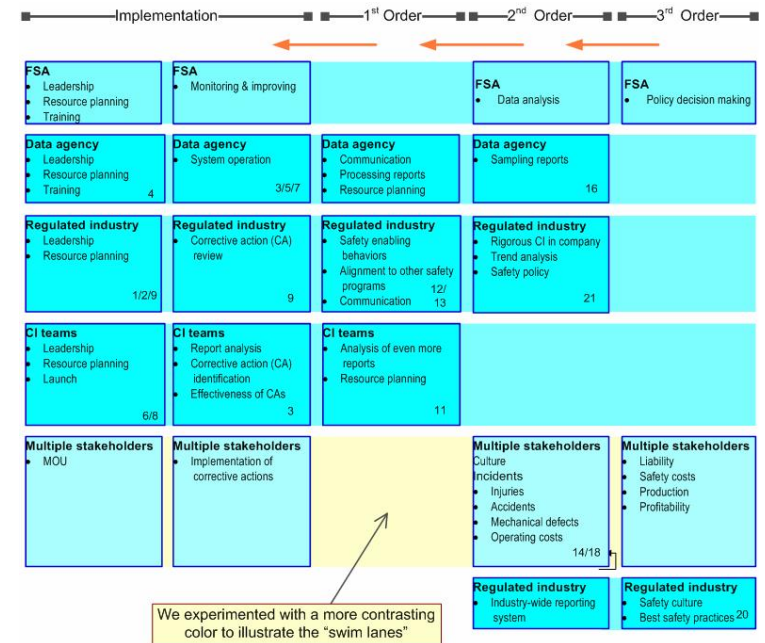 Implementation 1st Order 2nd Order 3rd Order
FSA
• Leadership
• Resource planning
• Training
FSA
• Monitoring & improving
FSA
• Data analysis
FSA
• Policy decision making
Data agency
• Leadership
• Resource planning
• Training
4
Data agency
• System operation
3/5/7
Data agency
• Communication
• Processing reports
• Resource planning
Data agency
• Sampling reports
16
Regulated industry
• Leadership
• Resource planning
1/2/9
Regulated industry
• Corrective action (CA)
review
9
Regulated industry
• Safety enabling
behaviors
• Alignment to other safety
programs
• Communication
12/
13
Regulated industry
• Rigorous CI in company
• Trend analysis
• Safety policy
21
CI teams
• Leadership
• Resource planning
• Launch
6/8
CI teams
• Report analysis
• Corrective action (CA)
identification
• Effectiveness of CAs
3
CI teams
• Analysis of even more
reports
• Resource planning
11
Multiple stakeholders
• MOU
Multiple stakeholders
• Implementation of
corrective actions
Multiple stakeholders
Culture
Incidents
• Injuries
• Accidents
• Mechanical defects
• Operating costs
14/18
Multiple stakeholders
• Liability
• Safety costs
• Production
• Profitability
Regulated industry
• Industry-wide reporting
system
Regulated industry
• Safety culture
• Best safety practices 20
We experimented with a more contrasting
color to illustrate the “swim lanes”